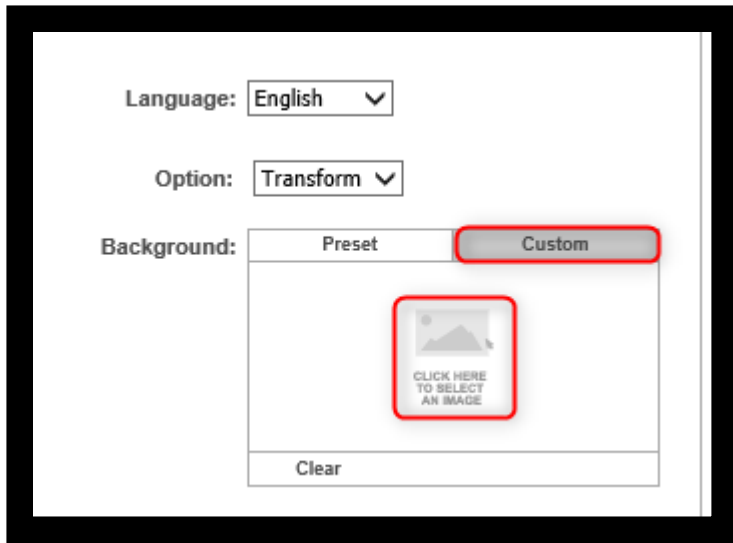 Language: English
Option: Transform
Background: Preset Custom
CLICK HERE
TO SELECT
AN IMAGE
Clear